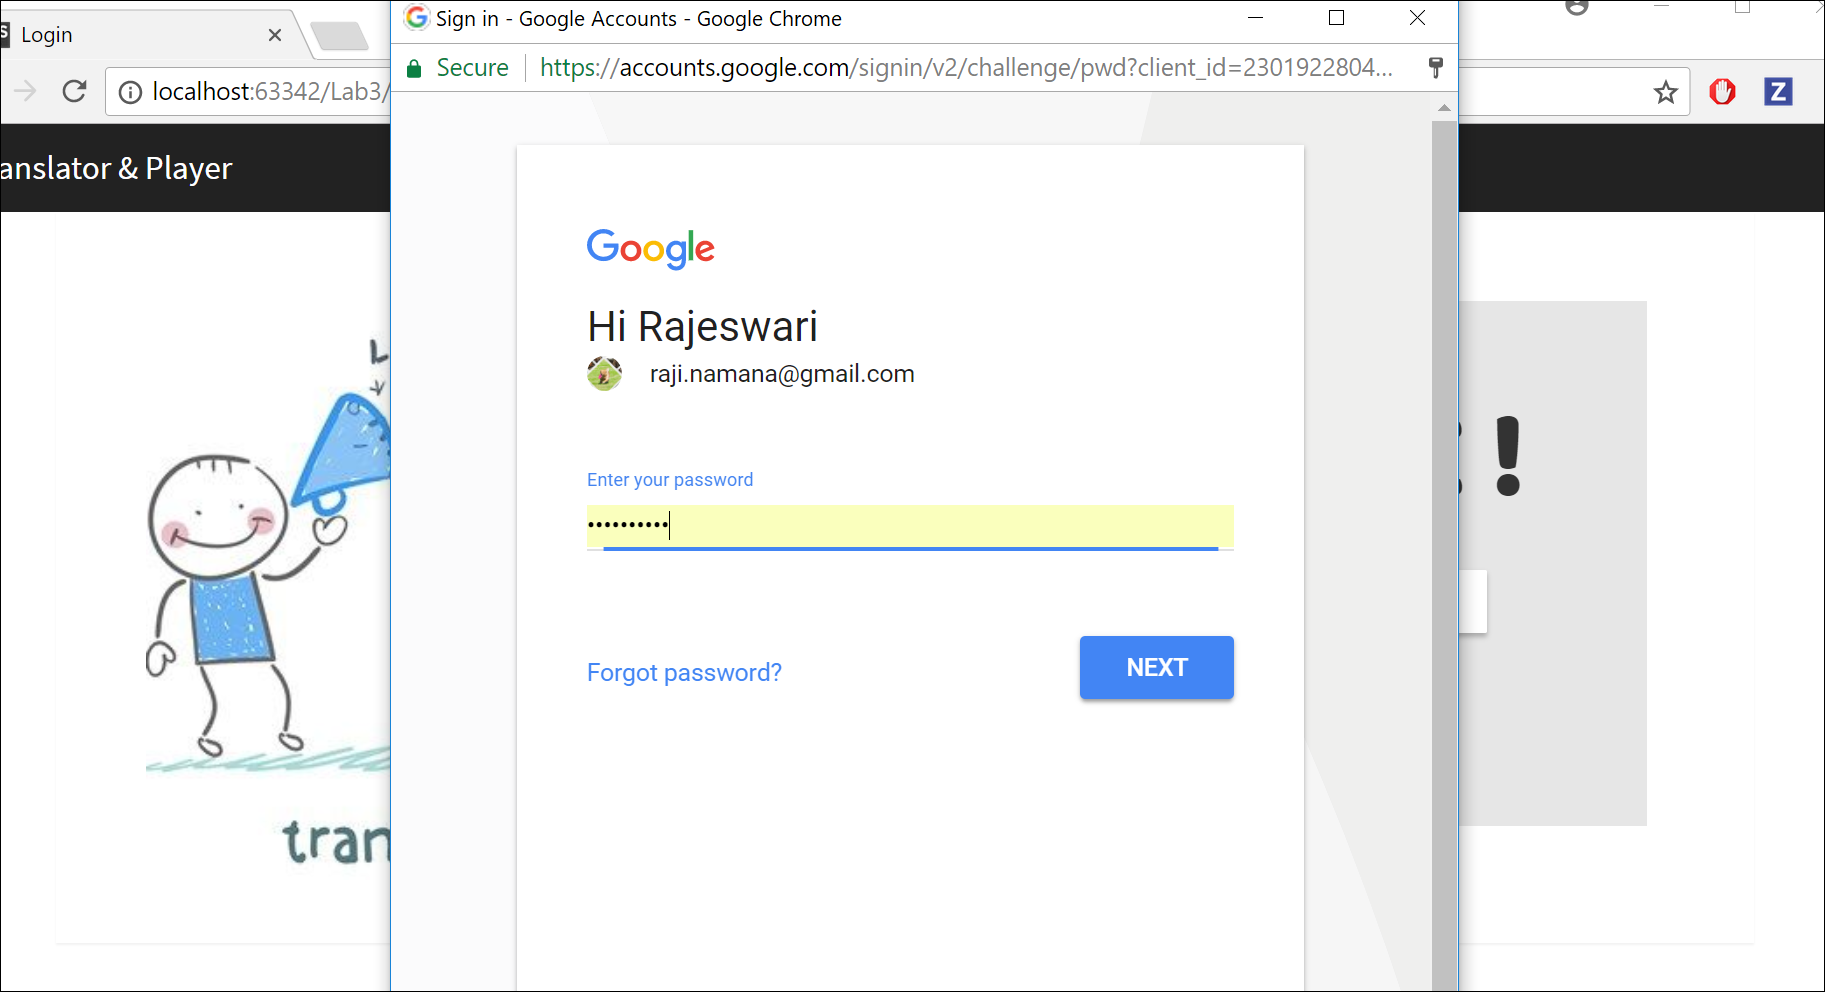 Login
localhost:63342/Lab3/
anslator & Player
tran
Sign in - Google Accounts - Google Chrome
Secure
https://accounts.google.com/signin/v2/challenge/pwd?client_id=2301922804...
Google
Hi Rajeswari
raji.namana@gmail.com
Enter your password
••••••••••
Forgot password?
NEXT
!
Z